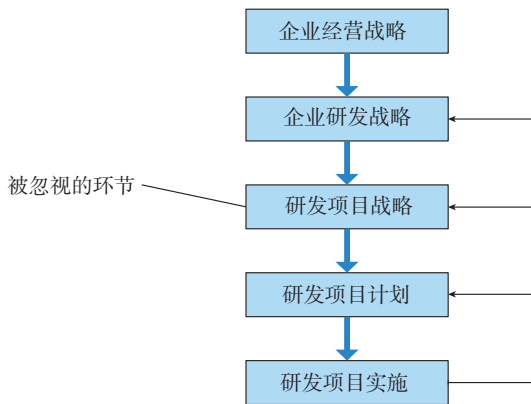 企业经营战略
企业研发战略
被忽视的环节
研发项目战略
研发项目计划
研发项目实施